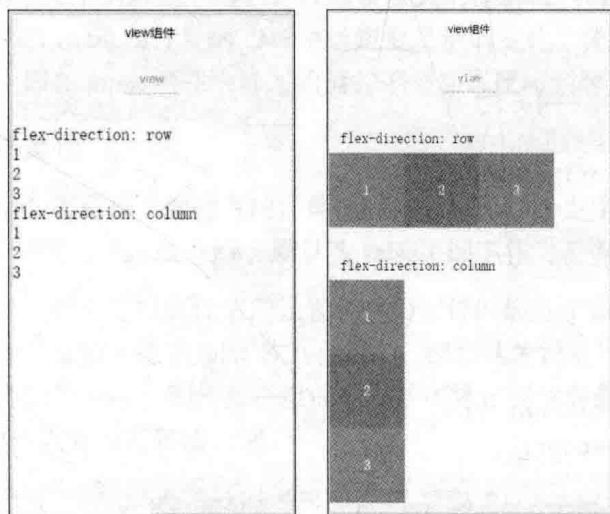 view组件
view
flex-direction: row
1
2
3
flex-direction: column
1
2
3
view组件
view
flex-direction: row
1 2 3
flex-direction: column
1
2
3